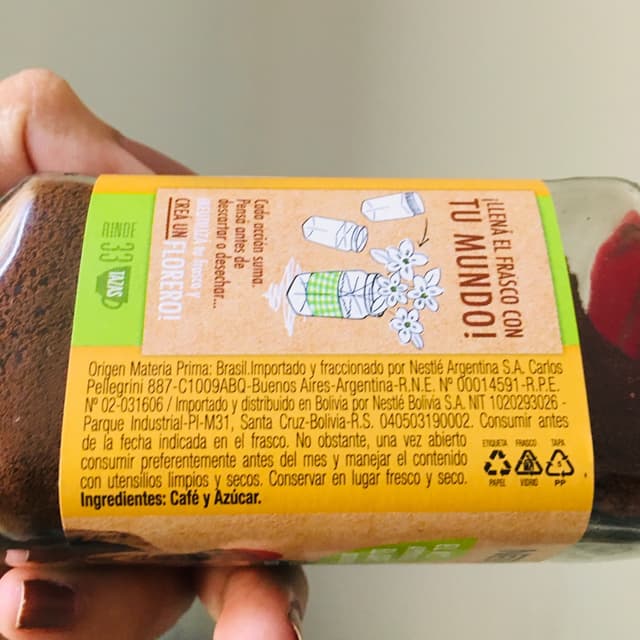 ¡LLEVÁ EL FRASCO CON
TU MUNDO!
Cada acción suma.
Pensá antes de
descartar o desechar...
REUTILIZÁ tu frasco y
CREÁ UN FLORERO!
RINDE
33
TAZAS
Origen Materia Prima: Brasil.Importado y fraccionado por Nestlé Argentina S.A. Carlos
Pellegrini 887-C1009ABQ-Buenos Aires-Argentina-R.N.E. Nº 00014591-R.P.E.
Nº 02-031606 / Importado y distribuido en Bolivia por Nestlé Bolivia S.A. NIT 1020293026 -
Parque Industrial-PI-M31, Santa Cruz-Bolivia-R.S. 040503190002. Consumir antes
de la fecha indicada en el frasco. No obstante, una vez abierto
consumir preferentemente antes del mes y manejar el contenido
con utensilios limpios y secos. Conservar en lugar fresco y seco.
Ingredientes: Café y Azúcar.
ETIQUETA FRASCO TAPA
PAPEL VIDRIO PP